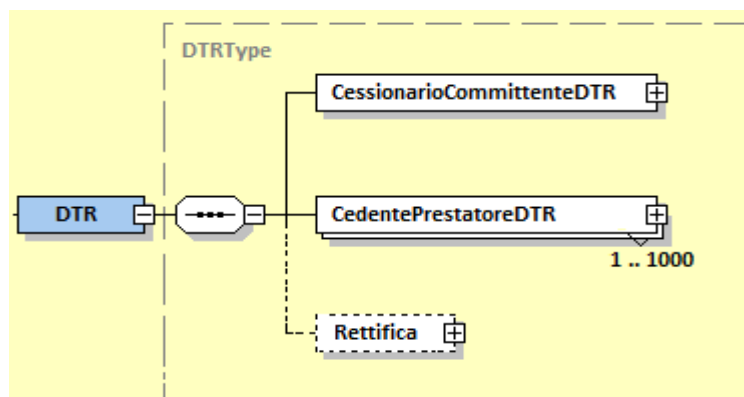 DTRType
CessionarioCommittenteDTR
DTR
CedentePrestatoreDTR
1 .. 1000
Rettifica